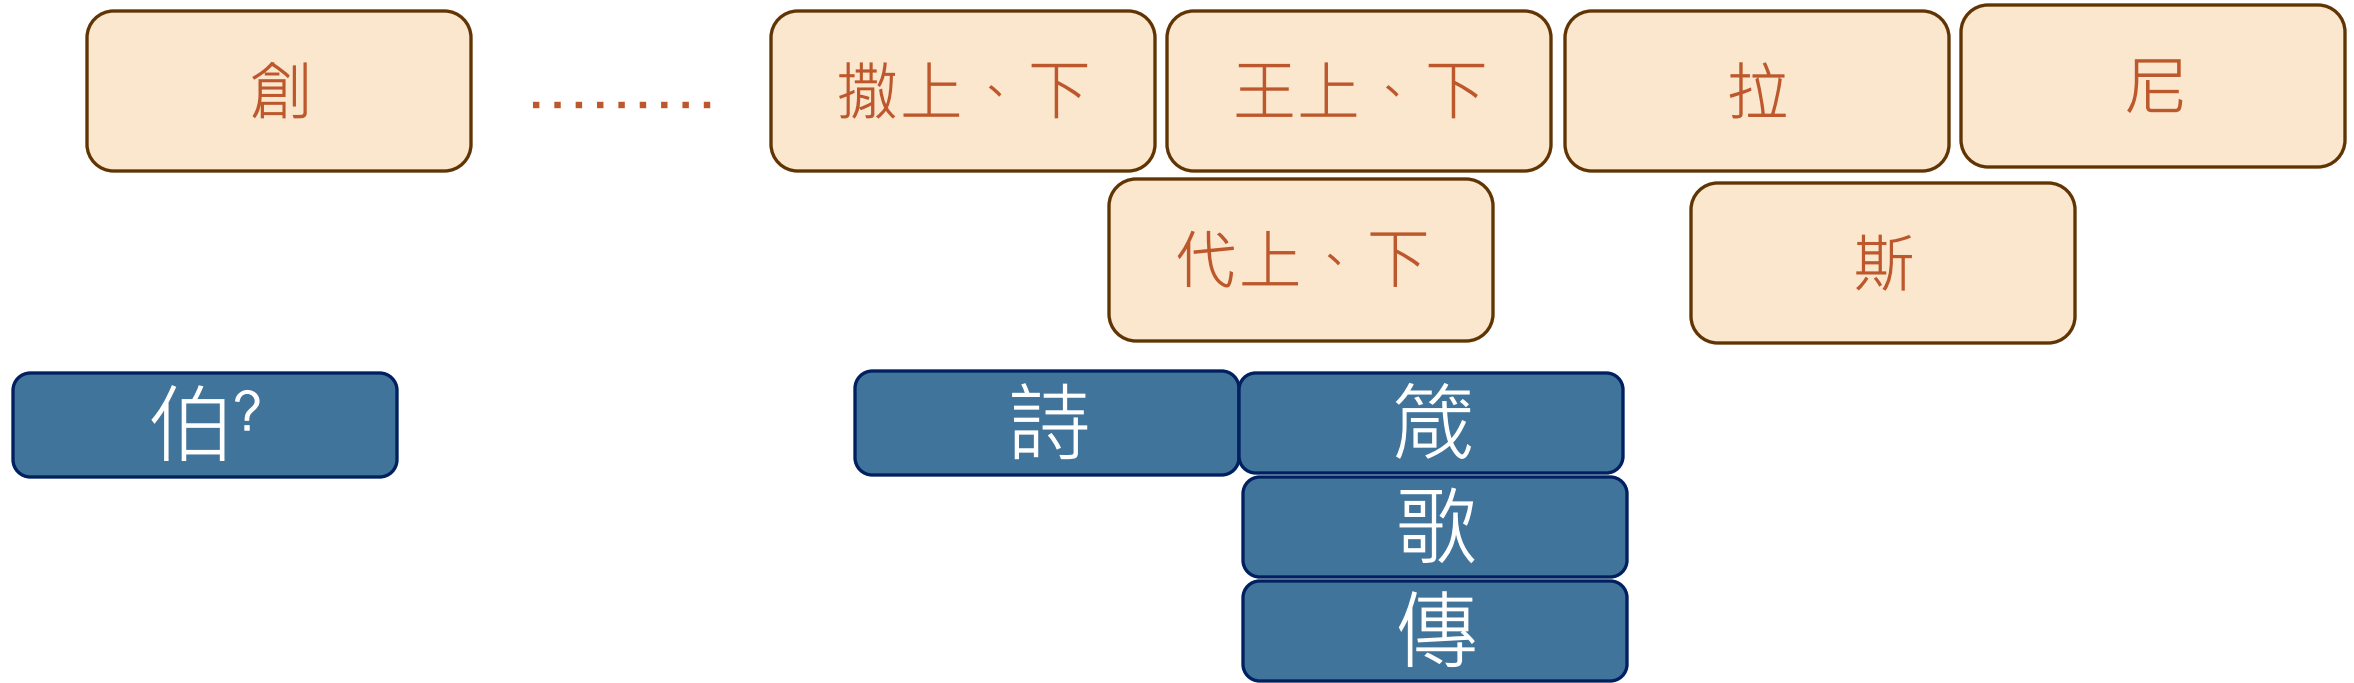 創 ......... 撒上、下 王上、下 拉 尼
代上、下 斯
伯? 詩 箴
歌
傳